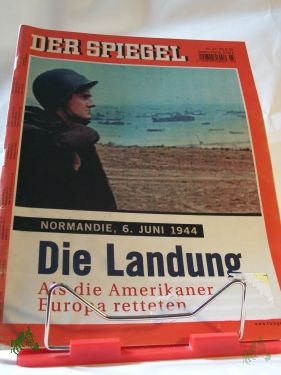 DER SPIEGEL
NORMANDIE, 6. JUNI 1944
Die Landung
Als die Amerikaner
Europa retteten